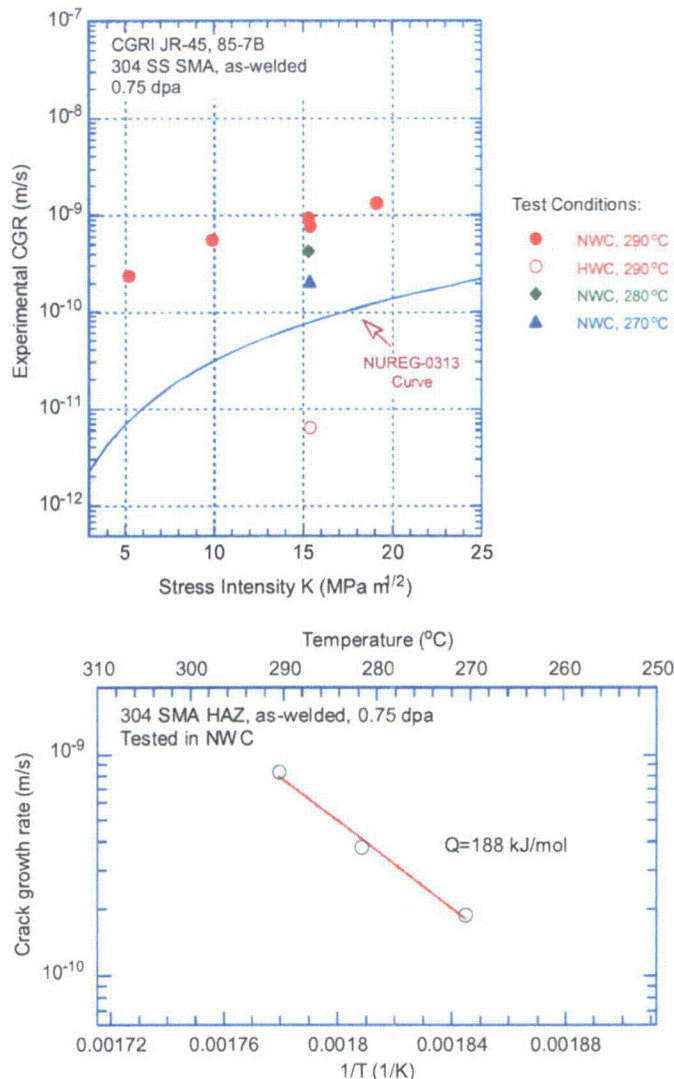 10⁻⁷
CGRI JR-45, 85-7B
304 SS SMA, as-welded
0.75 dpa
10⁻⁸
Experimental CGR (m/s)
10⁻⁹
Test Conditions:
NWC, 290°C
HWC, 290°C
NWC, 280°C
NWC, 270°C
10⁻¹⁰
NUREG-0313
Curve
10⁻¹¹
10⁻¹²
5 10 15 20 25
Stress Intensity K (MPa m^1/2)
Temperature (°C)
310 300 290 280 270 260 250
304 SMA HAZ, as-welded, 0.75 dpa
Tested in NWC
10⁻⁹
Crack growth rate (m/s)
Q=188 kJ/mol
10⁻¹⁰
0.00172 0.00176 0.0018 0.00184 0.00188
1/T (1/K)